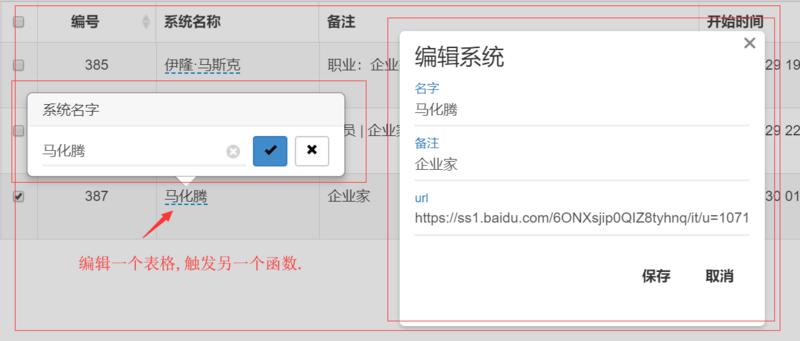 编号 系统名称 备注 开始时间
385 伊隆·马斯克 职业：企业 29 19
系统名字
马化腾
员 | 企业家 29 22
387 马化腾 企业家 30 01
编辑一个表格, 触发另一个函数.
编辑系统
名字
马化腾
备注
企业家
url
https://ss1.baidu.com/6ONXsjip0QIZ8tyhnq/it/u=1071
保存 取消